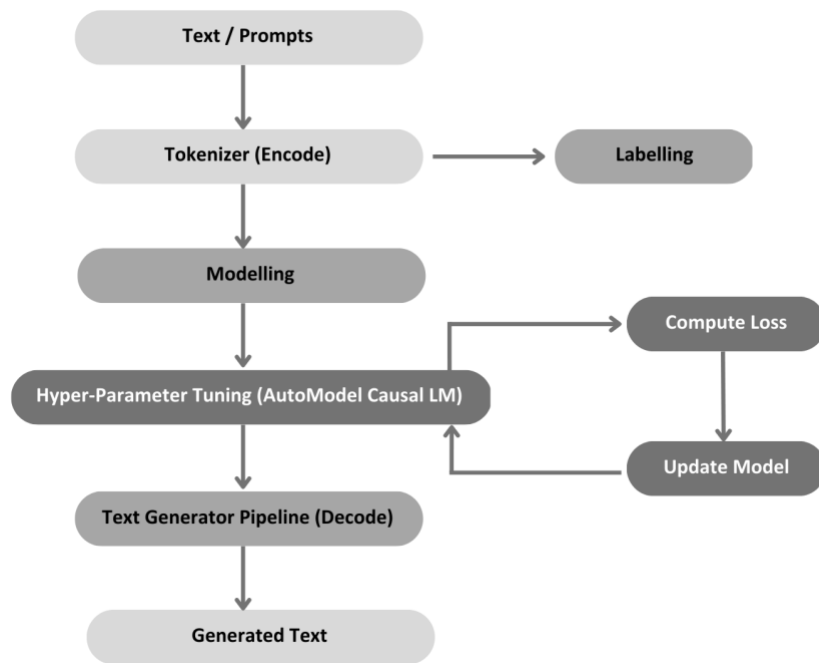 Text / Prompts
Tokenizer (Encode)
Labelling
Modelling
Compute Loss
Hyper-Parameter Tuning (AutoModel Causal LM)
Update Model
Text Generator Pipeline (Decode)
Generated Text